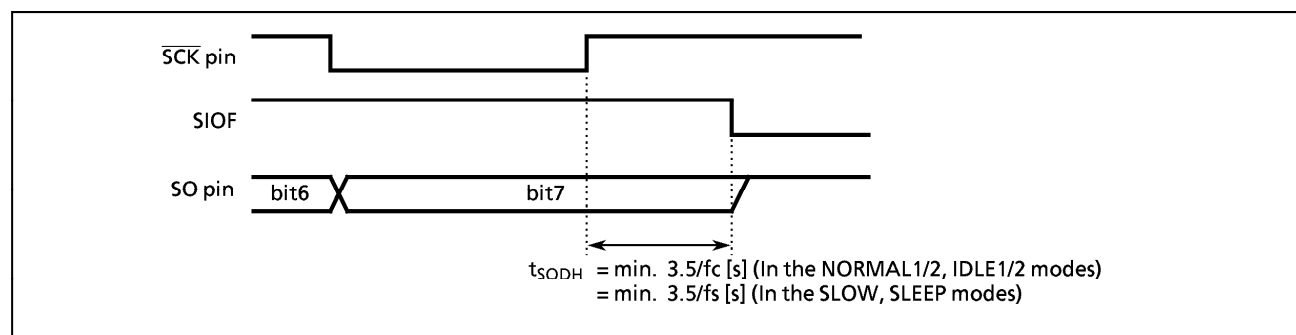 SCK pin
SIOF
SO pin bit6 bit7
tSODH = min. 3.5/fc [s] (In the NORMAL1/2, IDLE1/2 modes)
= min. 3.5/fs [s] (In the SLOW, SLEEP modes)